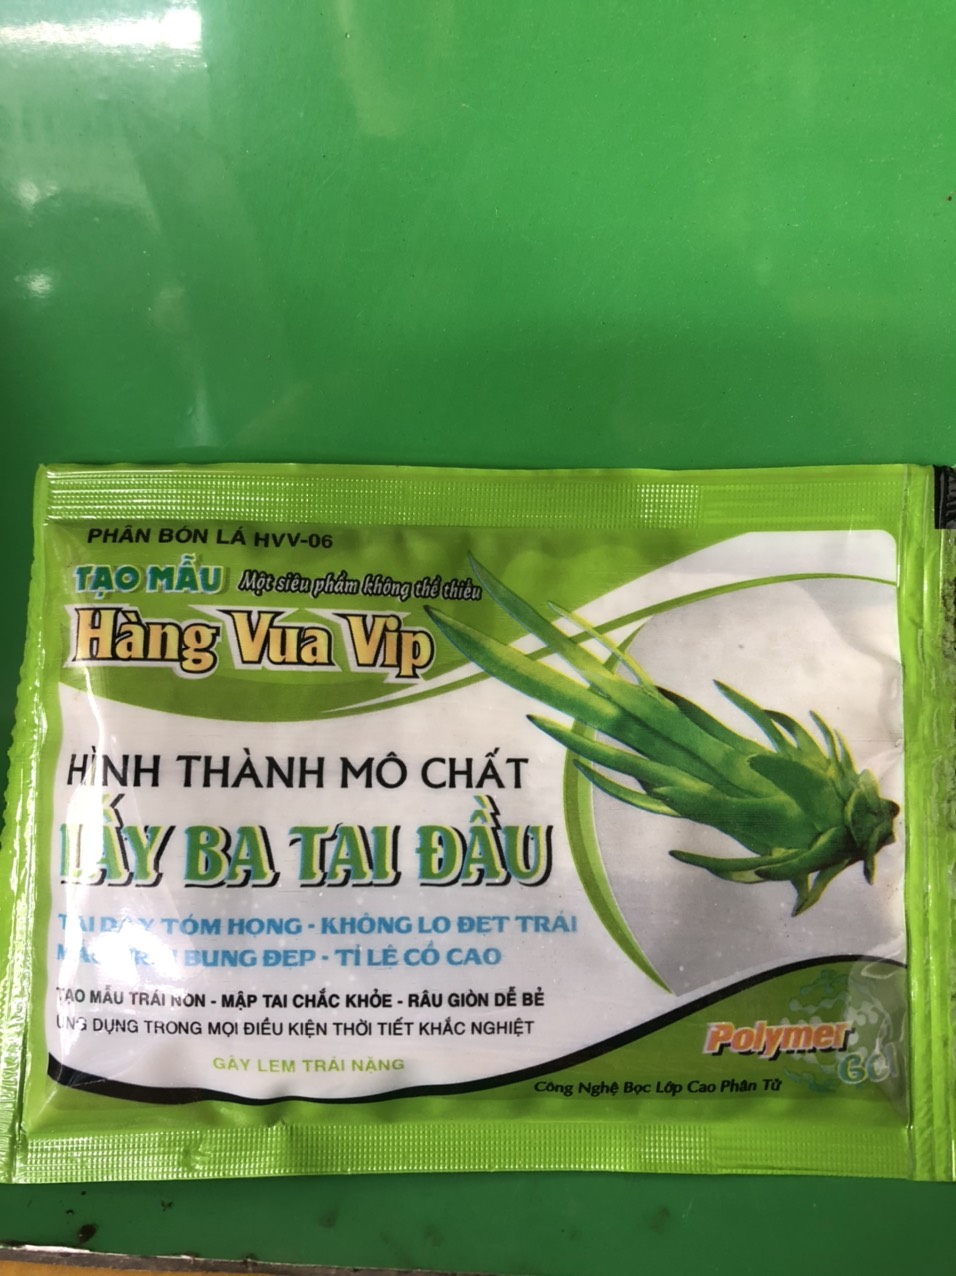 PHÂN BÓN LÁ HVV-06
TẠO MẪU Một siêu phẩm không thể thiếu
Hàng Vua Vip
HÌNH THÀNH MÔ CHẤT
LẤY BA TAI ĐẦU
TAI DÀY TÓM HỌNG - KHÔNG LO ĐẸT TRÁI
BUNG ĐẸP - TỈ LỆ CỒ CAO
TẠO MẪU TRÁI NON - MẬP TAI CHẮC KHỎE - RÂU GIÒN DỄ BẺ
ỨNG DỤNG TRONG MỌI ĐIỀU KIỆN THỜI TIẾT KHẮC NGHIỆT
GÂY LEM TRÁI NẶNG
Polymer
Gel
Công Nghệ Bọc Lớp Cao Phân Tử